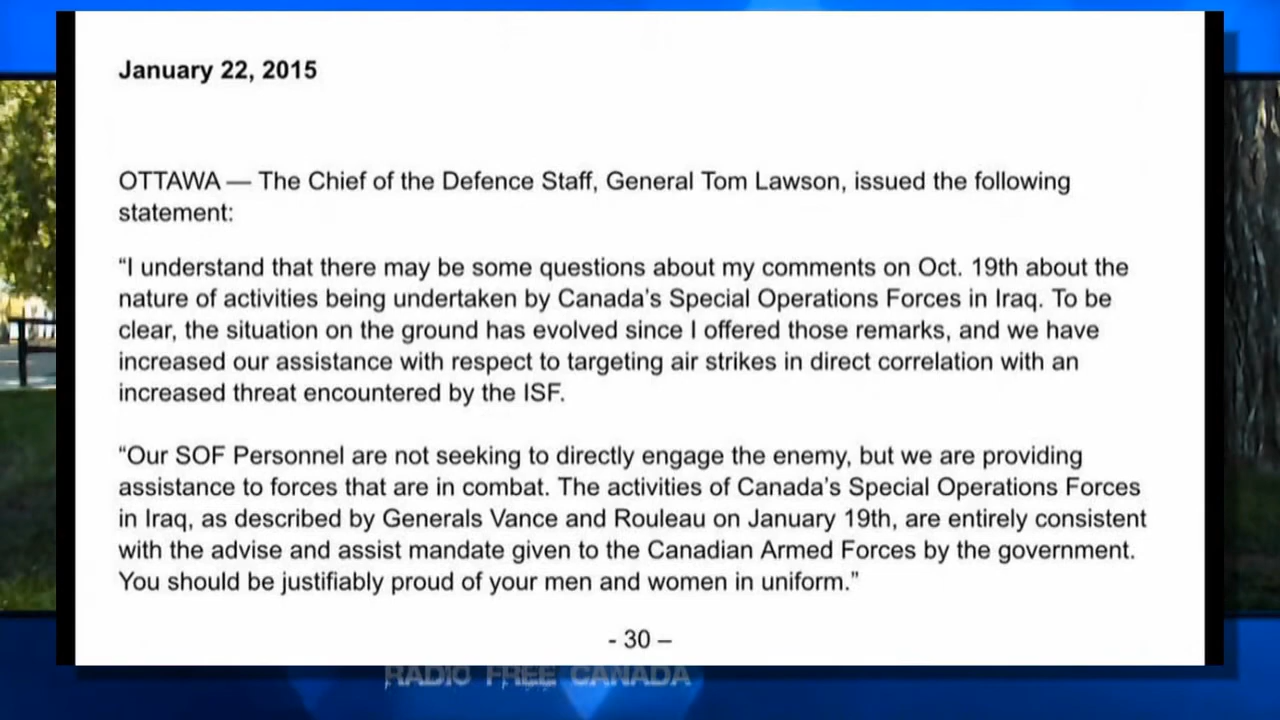 January 22, 2015
OTTAWA — The Chief of the Defence Staff, General Tom Lawson, issued the following
statement:
“I understand that there may be some questions about my comments on Oct. 19th about the
nature of activities being undertaken by Canada’s Special Operations Forces in Iraq. To be
clear, the situation on the ground has evolved since I offered those remarks, and we have
increased our assistance with respect to targeting air strikes in direct correlation with an
increased threat encountered by the ISF.
“Our SOF Personnel are not seeking to directly engage the enemy, but we are providing
assistance to forces that are in combat. The activities of Canada’s Special Operations Forces
in Iraq, as described by Generals Vance and Rouleau on January 19th, are entirely consistent
with the advise and assist mandate given to the Canadian Armed Forces by the government.
You should be justifiably proud of your men and women in uniform.”
- 30 –
RADIO FREE CANADA